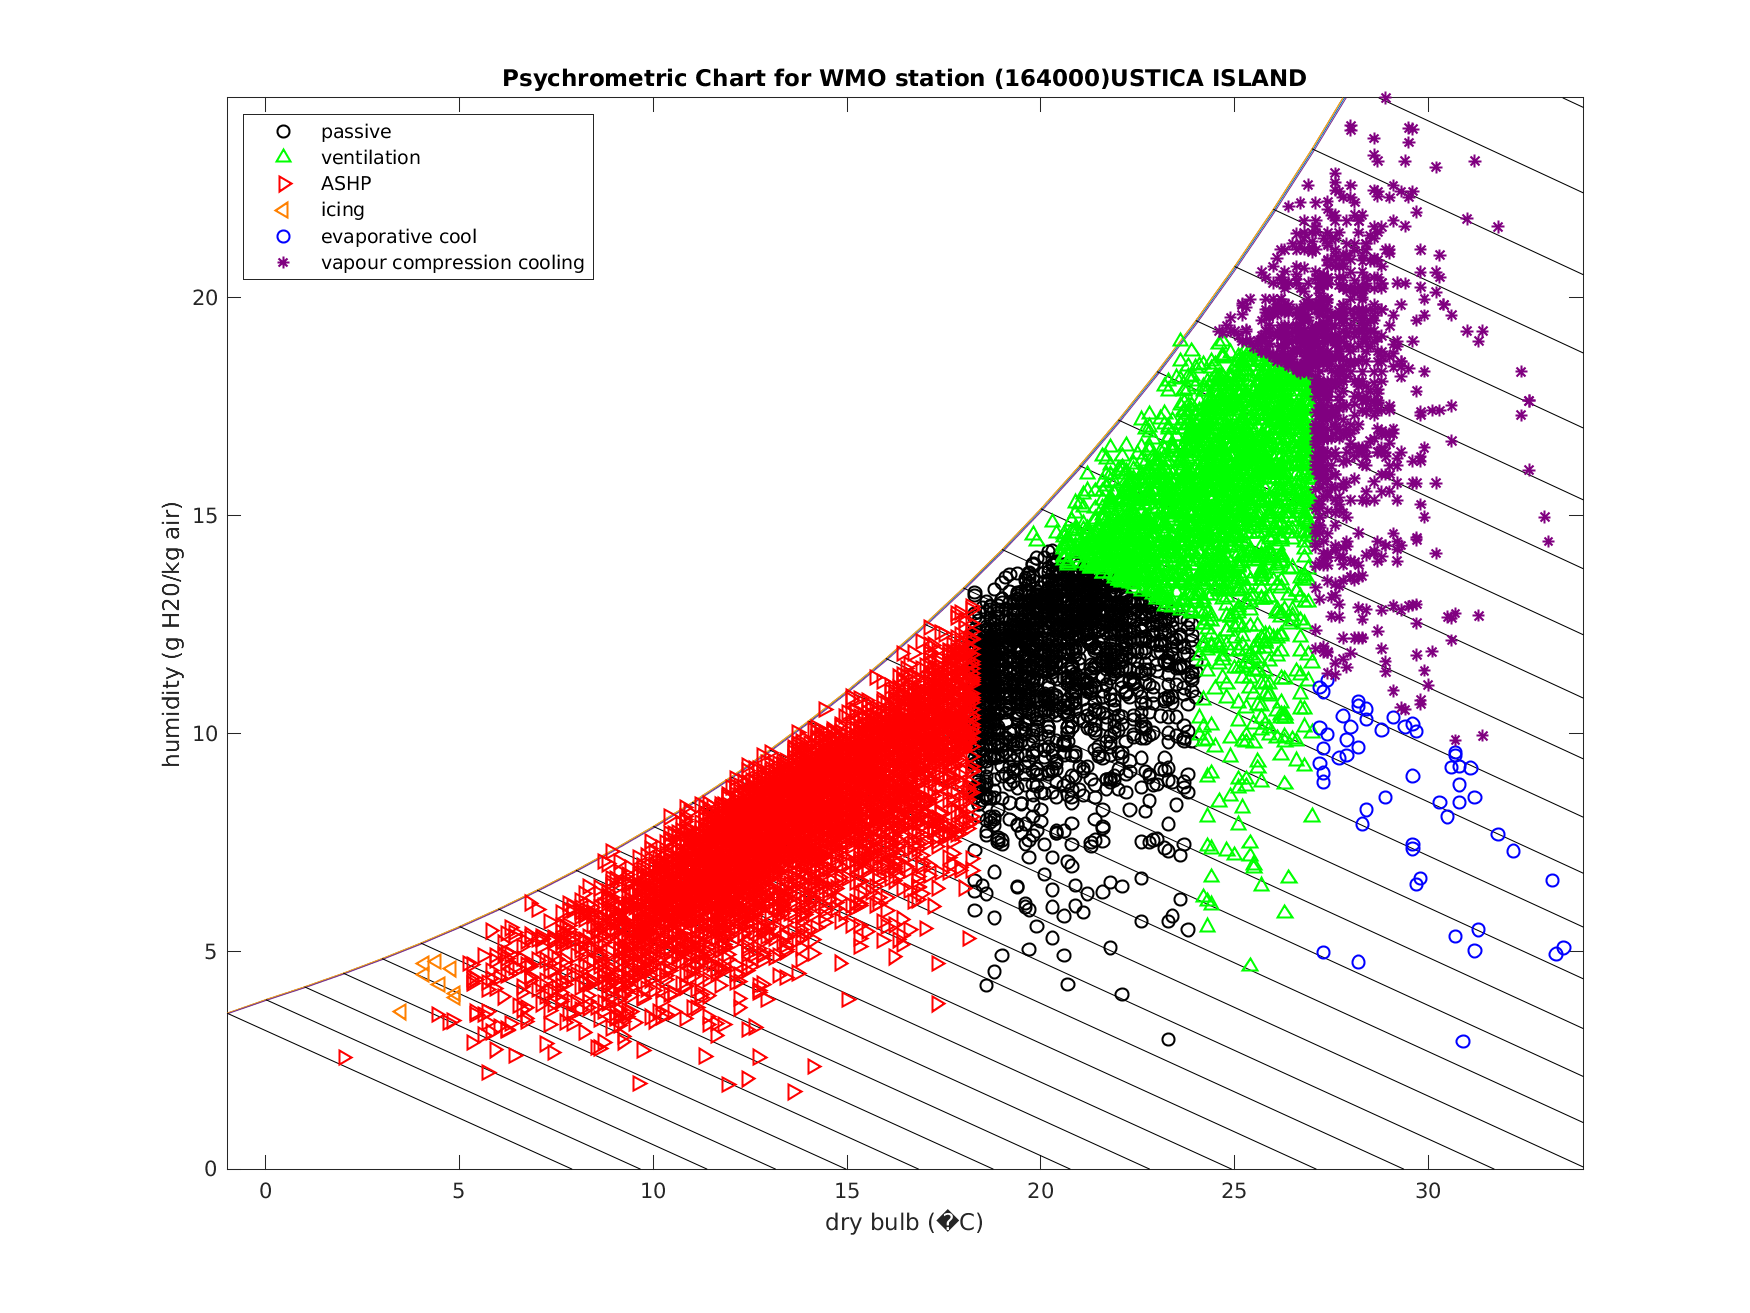 Psychrometric Chart for WMO station (164000)USTICA ISLAND
passive
ventilation
ASHP
icing
evaporative cool
vapour compression cooling
humidity (g H20/kg air)
20
15
10
5
0
0 5 10 15 20 25 30
dry bulb (�C)